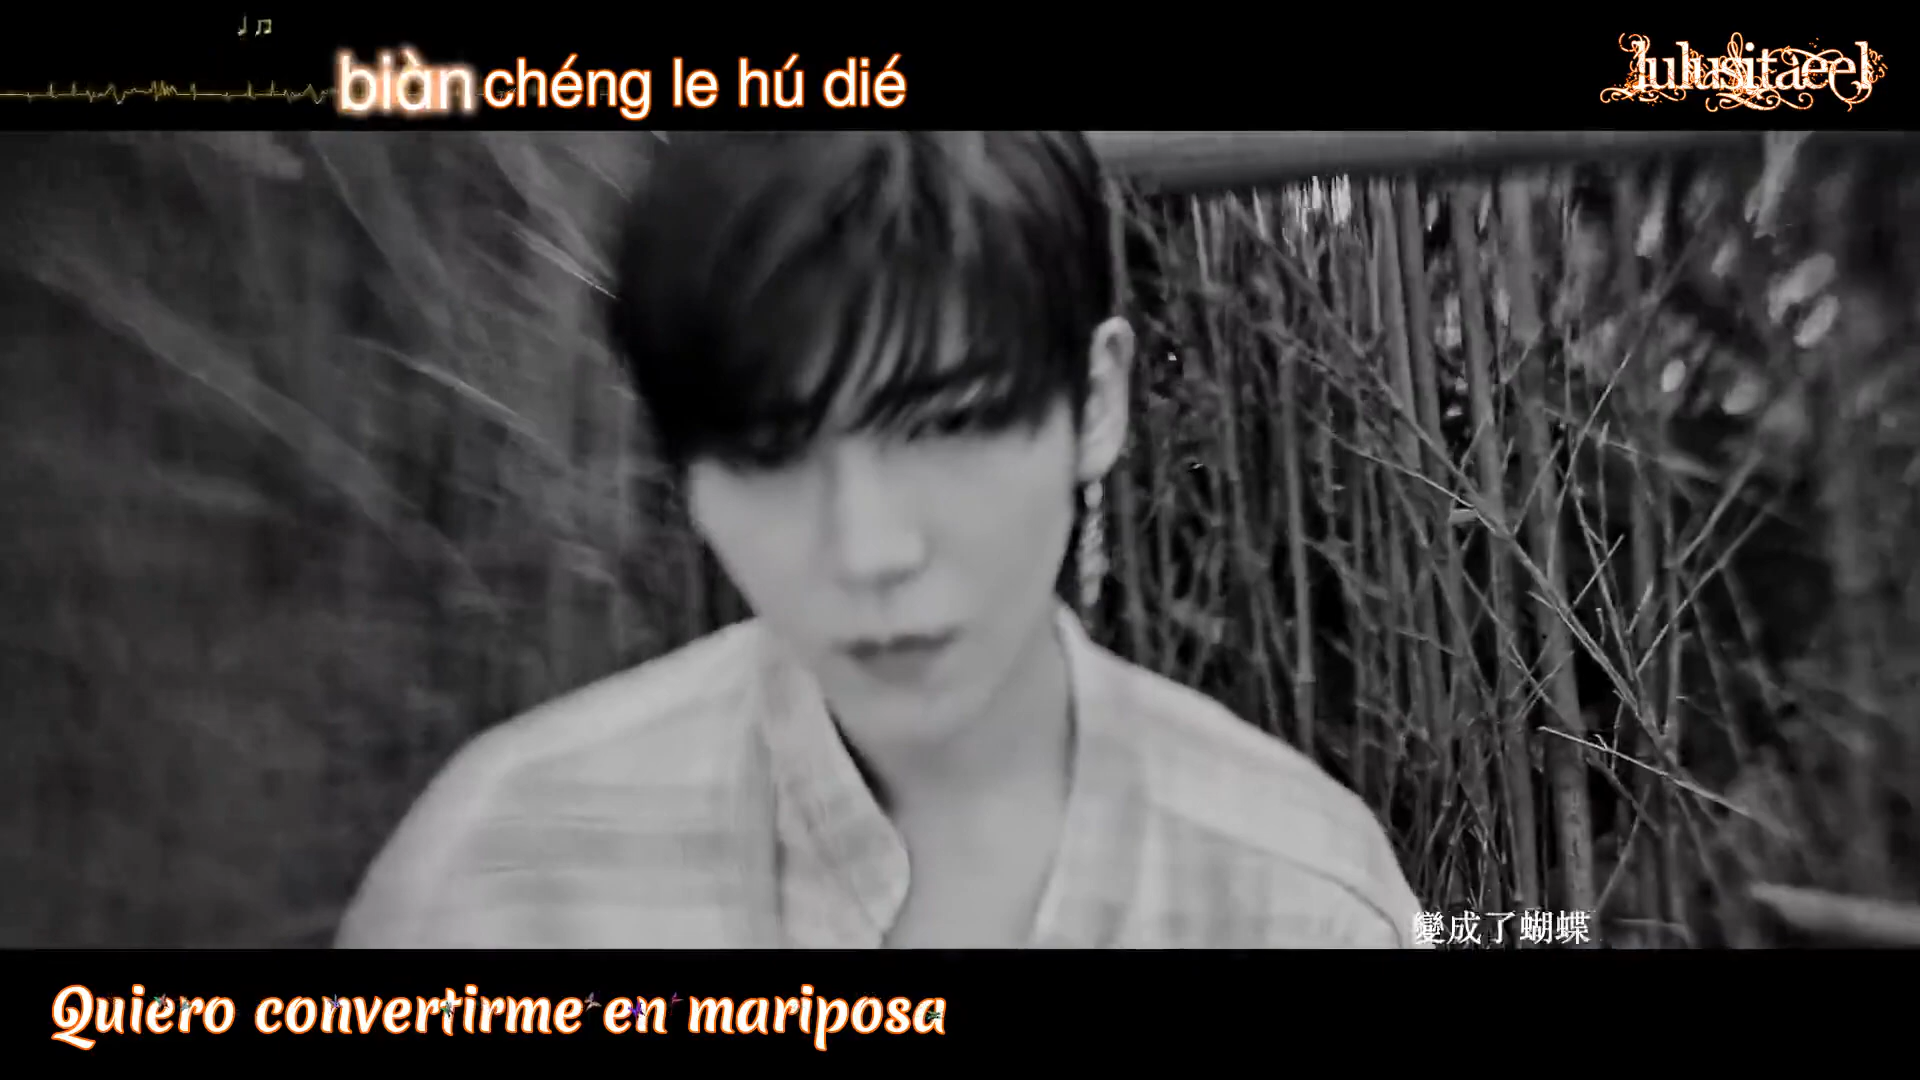 biàn chéng le hú dié
lulusitaeel
變成了蝴蝶
Quiero convertirme en mariposa